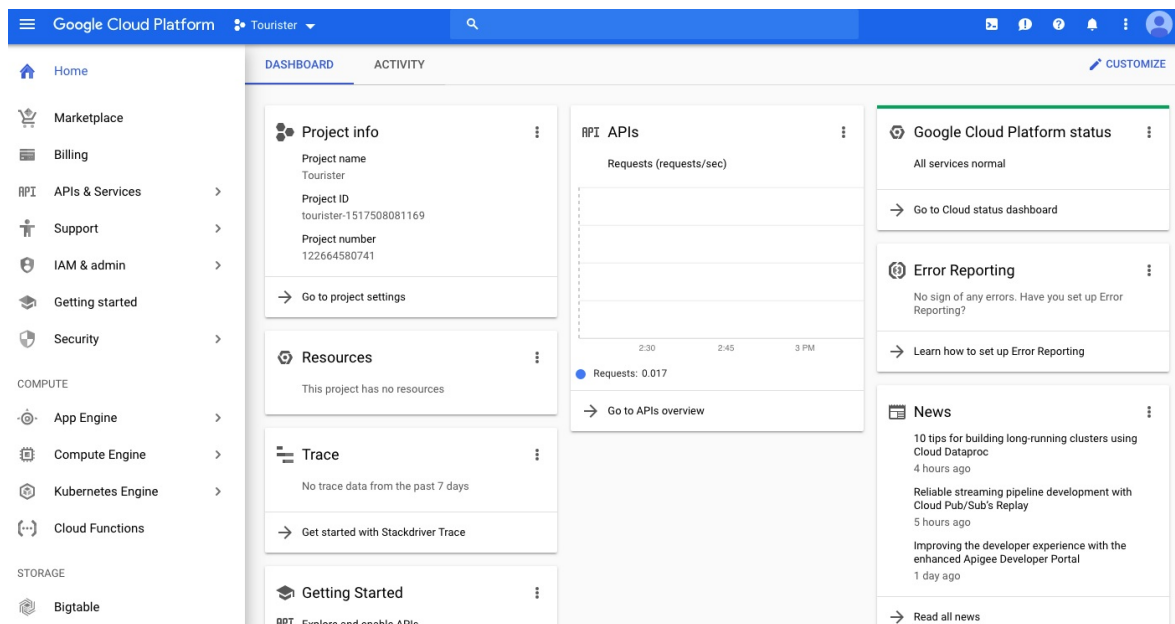 Google Cloud Platform
Tourister
Home
Marketplace
Billing
API APIs & Services
Support
IAM & admin
Getting started
Security
COMPUTE
App Engine
Compute Engine
Kubernetes Engine
Cloud Functions
STORAGE
Bigtable
DASHBOARD
ACTIVITY
CUSTOMIZE
Project info
Project name
Tourister
Project ID
tourister-1517508081169
Project number
122664580741
Go to project settings
Resources
This project has no resources
Trace
No trace data from the past 7 days
Get started with Stackdriver Trace
Getting Started
API Explore and enable APIs
API APIs
Requests (requests/sec)
2:30 2:45 3 PM
Requests: 0.017
Go to APIs overview
Google Cloud Platform status
All services normal
Go to Cloud status dashboard
Error Reporting
No sign of any errors. Have you set up Error
Reporting?
Learn how to set up Error Reporting
News
10 tips for building long-running clusters using
Cloud Dataproc
4 hours ago
Reliable streaming pipeline development with
Cloud Pub/Sub's Replay
5 hours ago
Improving the developer experience with the
enhanced Apigee Developer Portal
1 day ago
Read all news